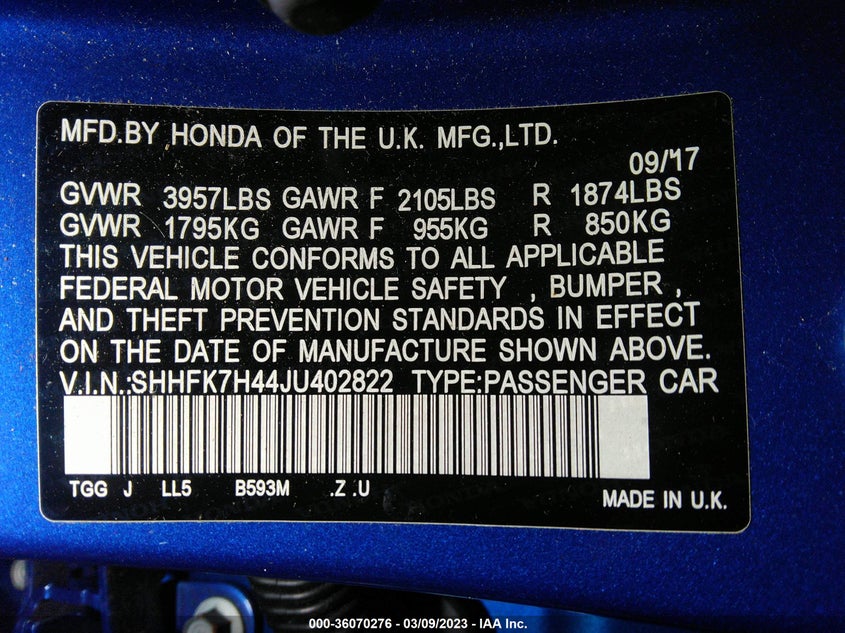 MFD.BY HONDA OF THE U.K. MFG.,LTD.
09/'17
GVWR 3957LBS GAWR F 2105LBS R 1874LBS
GVWR 1795KG GAWR F 955KG R 850KG
THIS VEHICLE CONFORMS TO ALL APPLICABLE
FEDERAL MOTOR VEHICLE SAFETY , BUMPER ,
AND THEFT PREVENTION STANDARDS IN EFFECT
ON THE DATE OF MANUFACTURE SHOWN ABOVE.
V.I.N.:SHHFK7H44JU402822 TYPE:PASSENGER CAR
TGG J LL5 B593M .Z .U
MADE IN U.K.
000-36070276 - 03/09/2023 - IAA Inc.